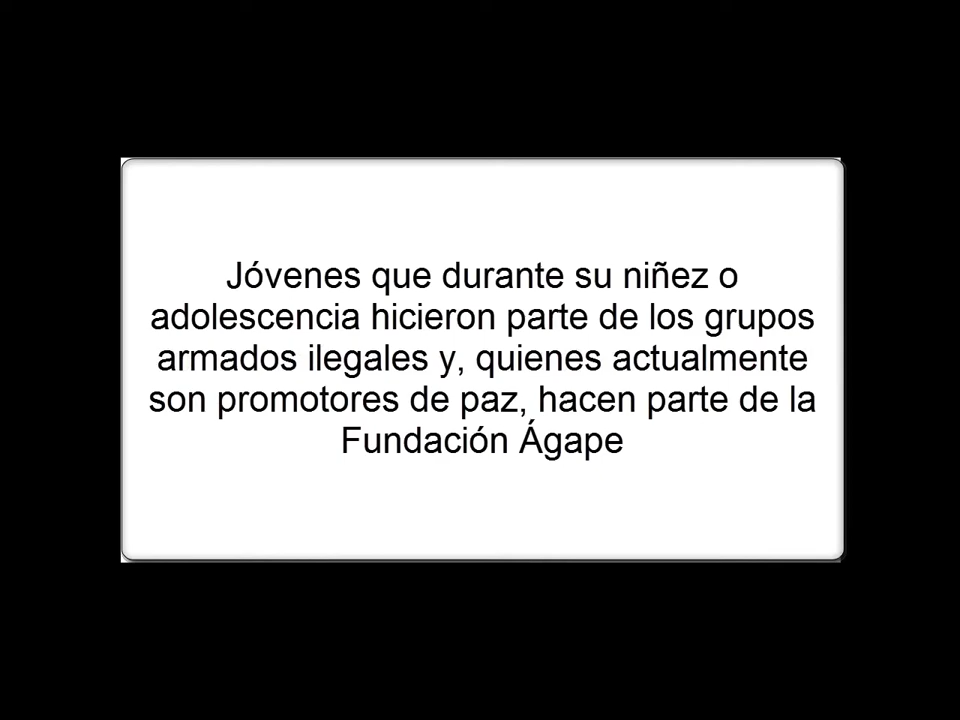 Jóvenes que durante su niñez o
adolescencia hicieron parte de los grupos
armados ilegales y, quienes actualmente
son promotores de paz, hacen parte de la
Fundación Ágape